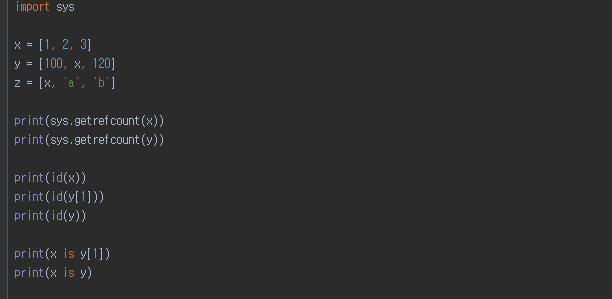 import sys
x = [1, 2, 3]
y = [100, x, 120]
z = [x, 'a', 'b']
print(sys.getrefcount(x))
print(sys.getrefcount(y))
print(id(x))
print(id(y[1]))
print(id(y))
print(x is y[1])
print(x is y)